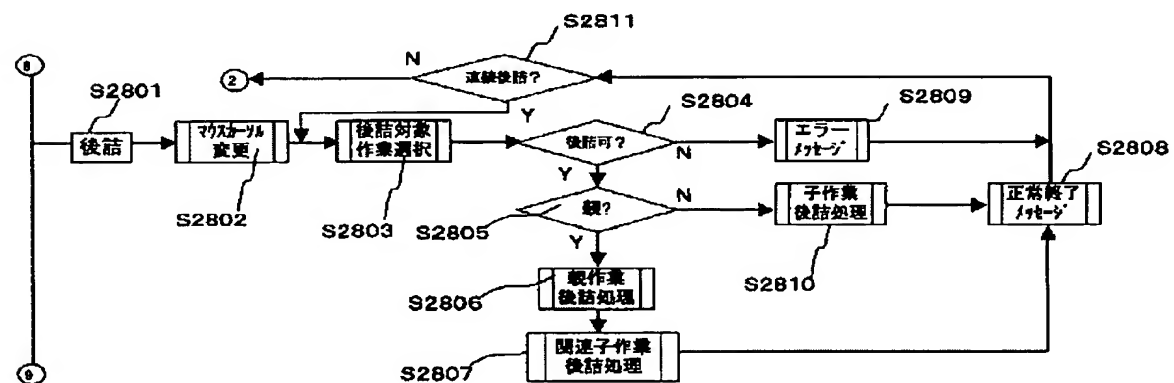 S2811
8
N
2
連続後詰?
S2801
Y
S2804
S2809
後詰
マウスカーソル
変更
後詰対象
作業選択
後詰可?
N
エラー
メッセージ
S2808
S2802
S2803
Y
S2805
親?
N
子作業
後詰処理
正常終了
メッセージ
Y
S2810
S2806
親作業
後詰処理
S2807
関連子作業
後詰処理
9